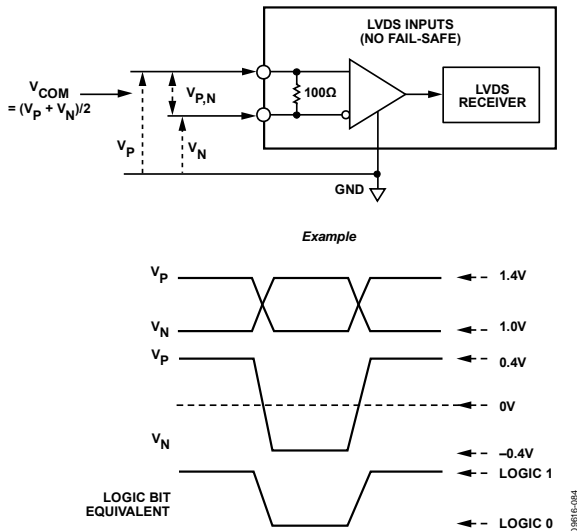 LVDS INPUTS
(NO FAIL-SAFE)
VCOM
= (VP + VN)/2
VP,N
100Ω
LVDS
RECEIVER
VP
VN
GND
Example
VP
1.4V
VN
1.0V
VP
0.4V
0V
VN
–0.4V
LOGIC 1
LOGIC BIT
EQUIVALENT
LOGIC 0
19616-084